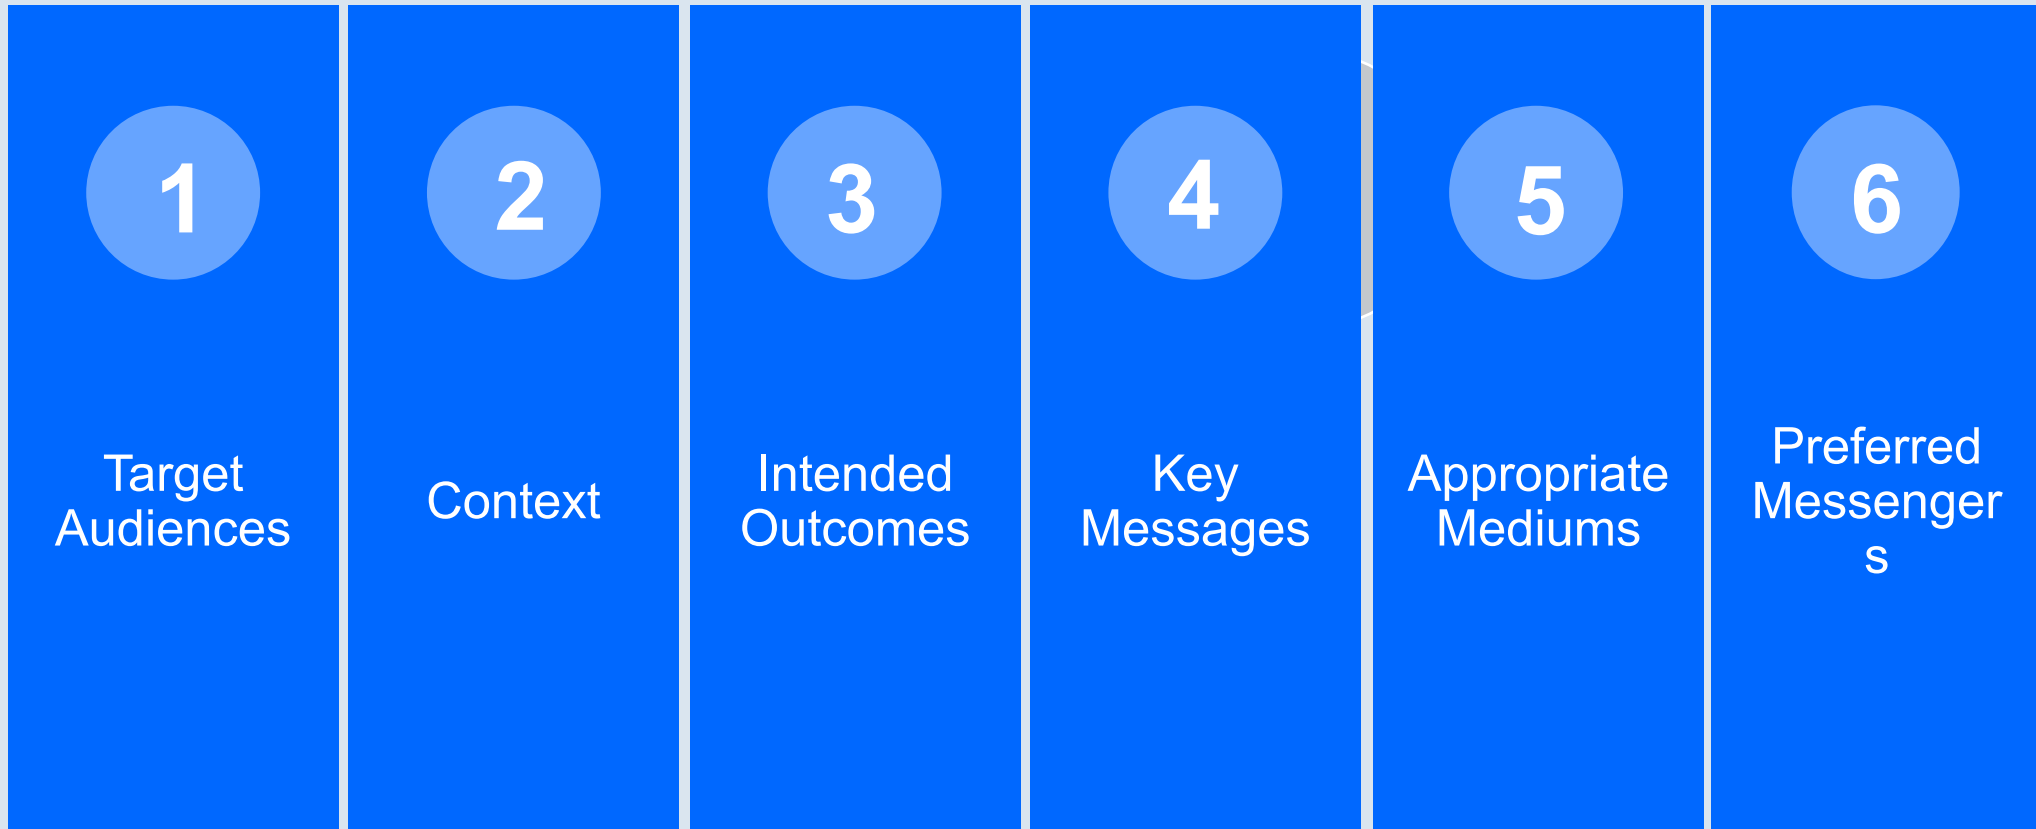 1
Target
Audiences
2
Context
3
Intended
Outcomes
4
Key
Messages
5
Appropriate
Mediums
6
Preferred
Messenger
s